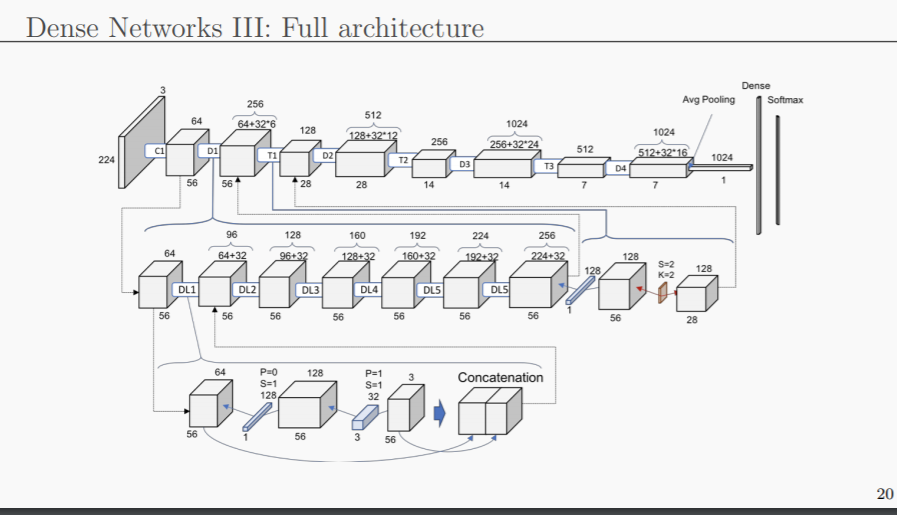 Dense Networks III: Full architecture
3
224
C1
64
56
D1
256
64+32*6
56
T1
128
28
D2
512
128+32*12
28
T2
256
14
D3
1024
256+32*24
14
T3
512
7
D4
1024
512+32*16
7
Avg Pooling
1024
1
Dense
Softmax
64
56
DL1
96
64+32
56
DL2
128
96+32
56
DL3
160
128+32
56
DL4
192
160+32
56
DL5
224
192+32
56
DL5
256
224+32
56
128
1
128
56
S=2
K=2
128
28
64
56
P=0
S=1
128
1
128
56
P=1
S=1
32
3
3
56
Concatenation
20